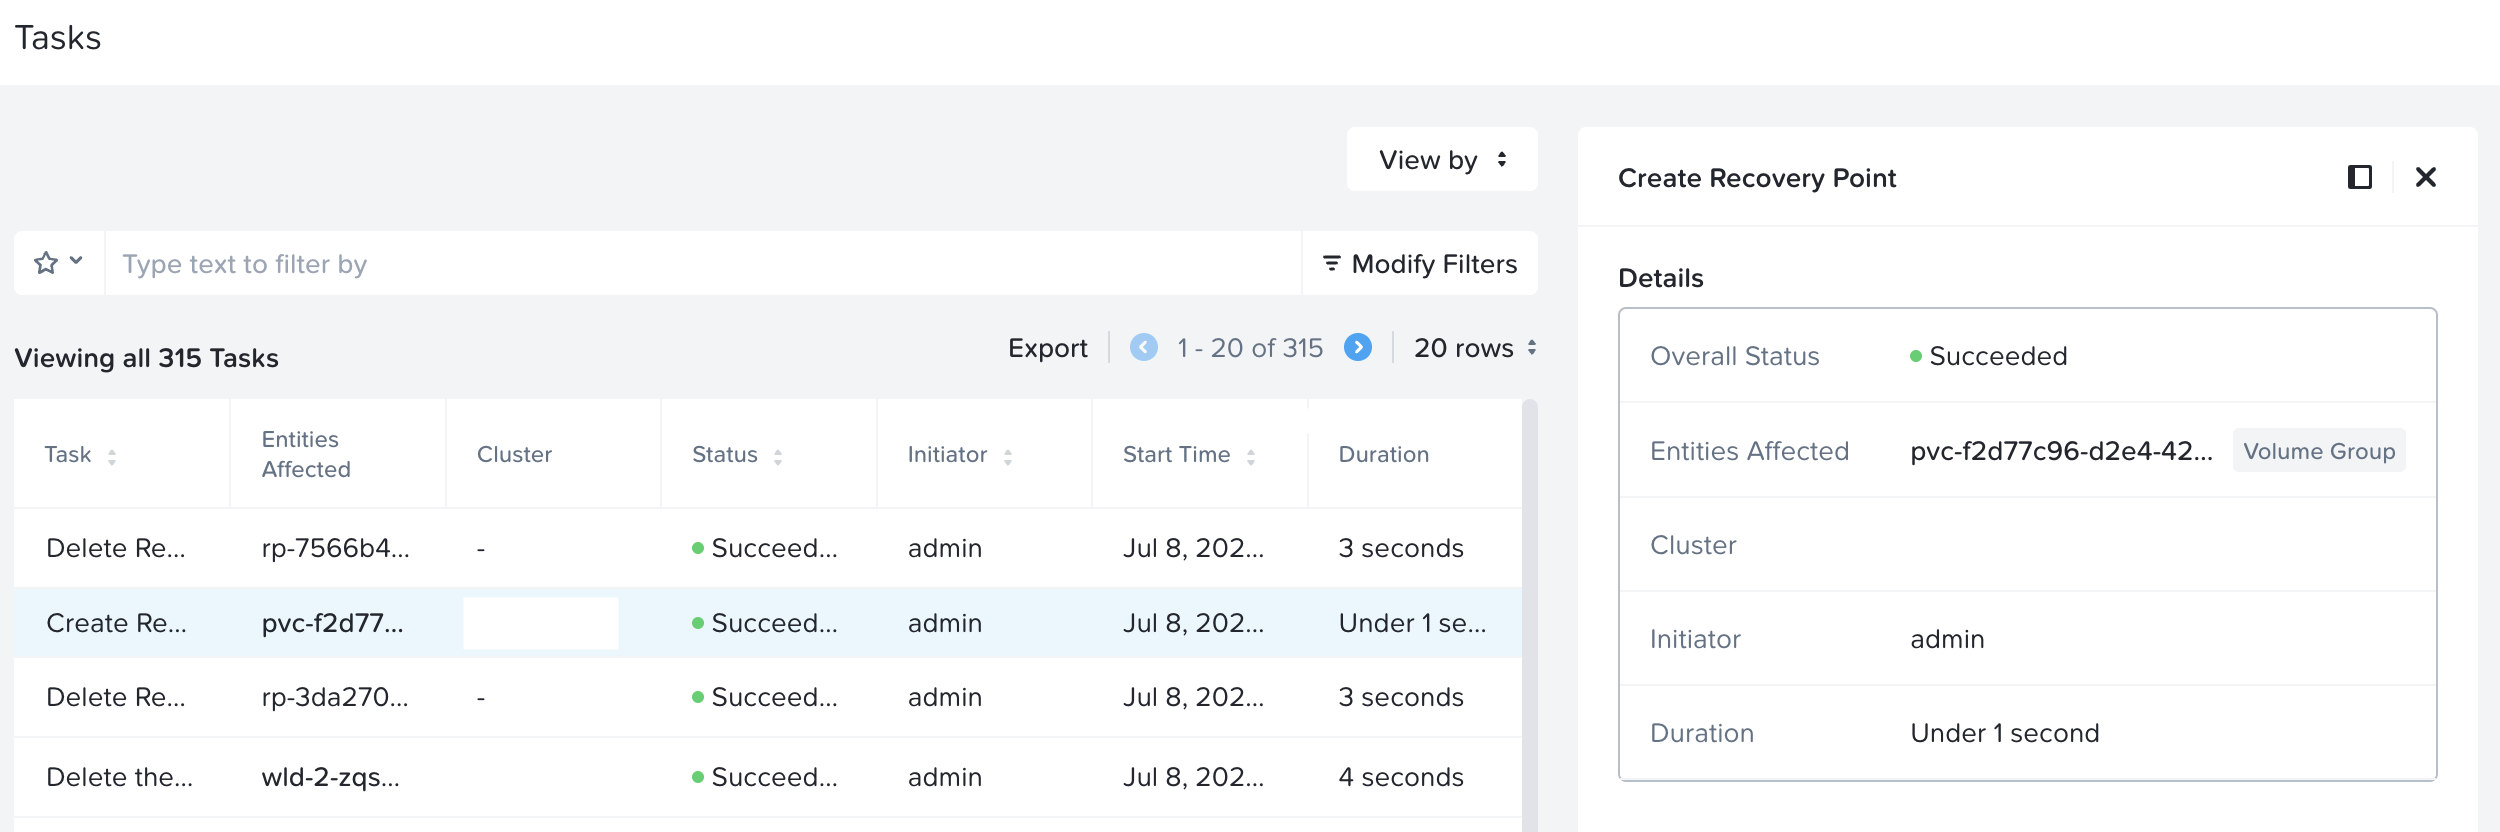 Tasks
View by
Type text to filter by
Modify Filters
Viewing all 315 Tasks
Export 1 - 20 of 315 20 rows
Task Entities Affected Cluster Status Initiator Start Time Duration
Delete Re... rp-7566b4... - Succeed... admin Jul 8, 202... 3 seconds
Create Re... pvc-f2d77... Succeed... admin Jul 8, 202... Under 1 se...
Delete Re... rp-3da270... - Succeed... admin Jul 8, 202... 3 seconds
Delete the... wld-2-zqs... Succeed... admin Jul 8, 202... 4 seconds
Create Recovery Point
Details
Overall Status Succeeded
Entities Affected pvc-f2d77c96-d2e4-42... Volume Group
Cluster
Initiator admin
Duration Under 1 second